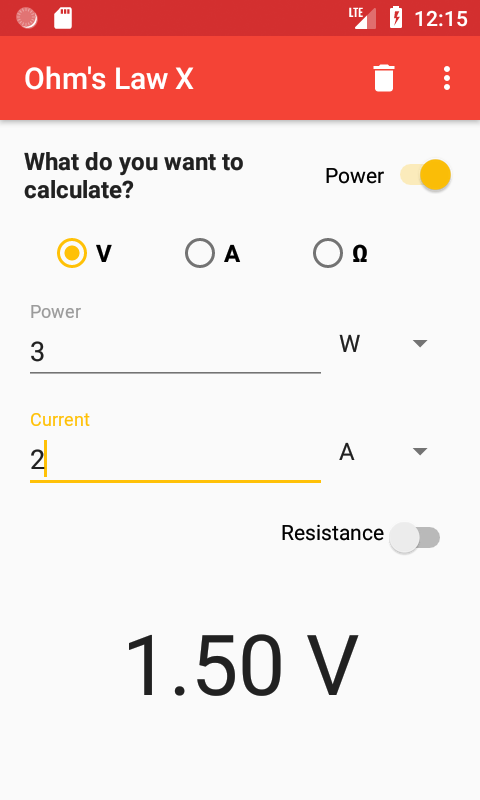 LTE 12:15
Ohm's Law X
What do you want to
calculate?
Power
V A Ω
Power
3 W
Current
2 A
Resistance
1.50 V